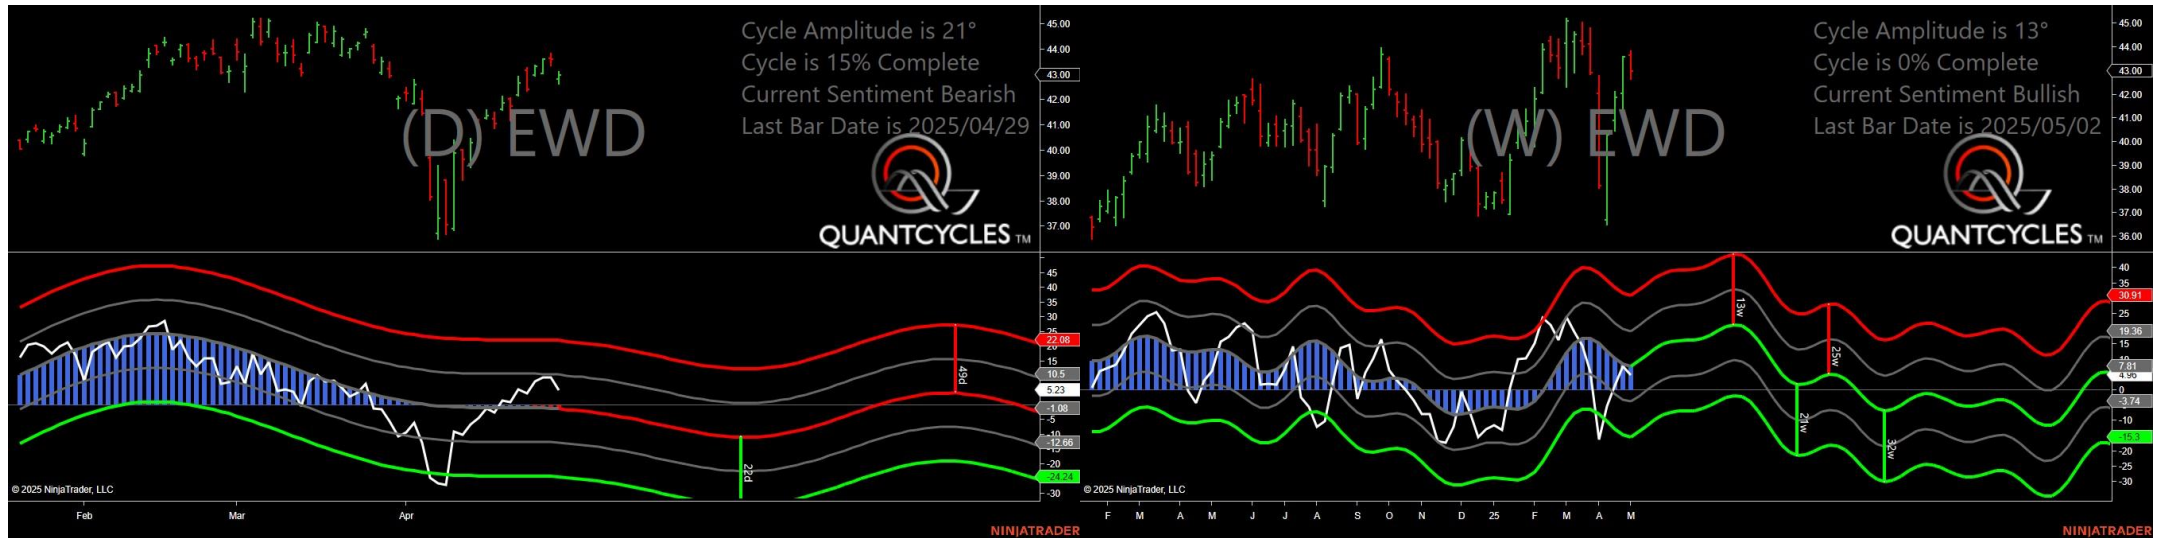 Cycle Amplitude is 21°
Cycle is 15% Complete
Current Sentiment Bearish
Last Bar Date is 2025/04/29
(D) EWD
QUANTCYCLES TM
45.00
44.00
43.00
42.00
41.00
40.00
39.00
38.00
37.00
45
40
35
30
25
22.08
15
10.5
5.23
-1.08
-5
-12.66
-20
-24.24
-30
49d
22d
© 2025 NinjaTrader, LLC
Feb Mar Apr
NINJATRADER
Cycle Amplitude is 13°
Cycle is 0% Complete
Current Sentiment Bullish
Last Bar Date is 2025/05/02
(W) EWD
QUANTCYCLES TM
45.00
44.00
43.00
42.00
41.00
40.00
39.00
38.00
37.00
36.00
40
35
30.91
25
19.36
15
7.81
4.96
0
-3.74
-10
-15.3
-20
-25
-30
13w
25w
21w
32w
© 2025 NinjaTrader, LLC
F M A M J J A S O N D 25 F M A M
NINJATRADER